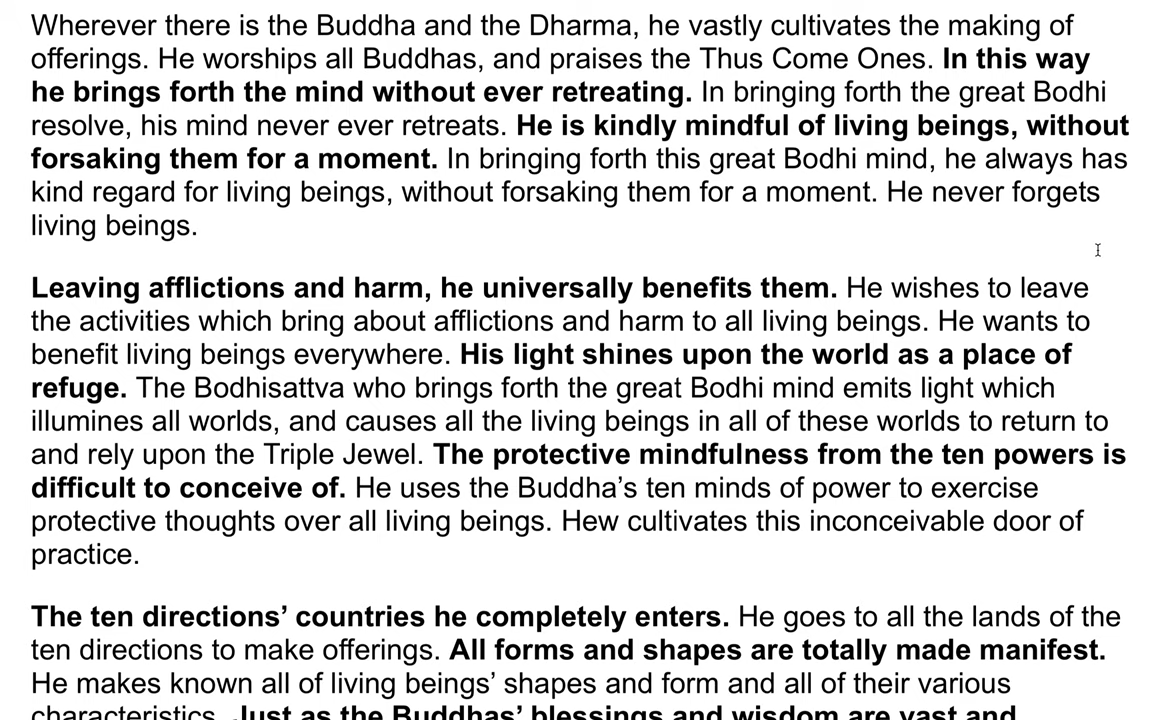 Wherever there is the Buddha and the Dharma, he vastly cultivates the making of
offerings. He worships all Buddhas, and praises the Thus Come Ones. In this way
he brings forth the mind without ever retreating. In bringing forth the great Bodhi
resolve, his mind never ever retreats. He is kindly mindful of living beings, without
forsaking them for a moment. In bringing forth this great Bodhi mind, he always has
kind regard for living beings, without forsaking them for a moment. He never forgets
living beings.
Leaving afflictions and harm, he universally benefits them. He wishes to leave
the activities which bring about afflictions and harm to all living beings. He wants to
benefit living beings everywhere. His light shines upon the world as a place of
refuge. The Bodhisattva who brings forth the great Bodhi mind emits light which
illumines all worlds, and causes all the living beings in all of these worlds to return to
and rely upon the Triple Jewel. The protective mindfulness from the ten powers is
difficult to conceive of. He uses the Buddha’s ten minds of power to exercise
protective thoughts over all living beings. Hew cultivates this inconceivable door of
practice.
The ten directions’ countries he completely enters. He goes to all the lands of the
ten directions to make offerings. All forms and shapes are totally made manifest.
He makes known all of living beings’ shapes and form and all of their various
characteristics. Just as the Buddhas’ blessings and wisdom are vast and